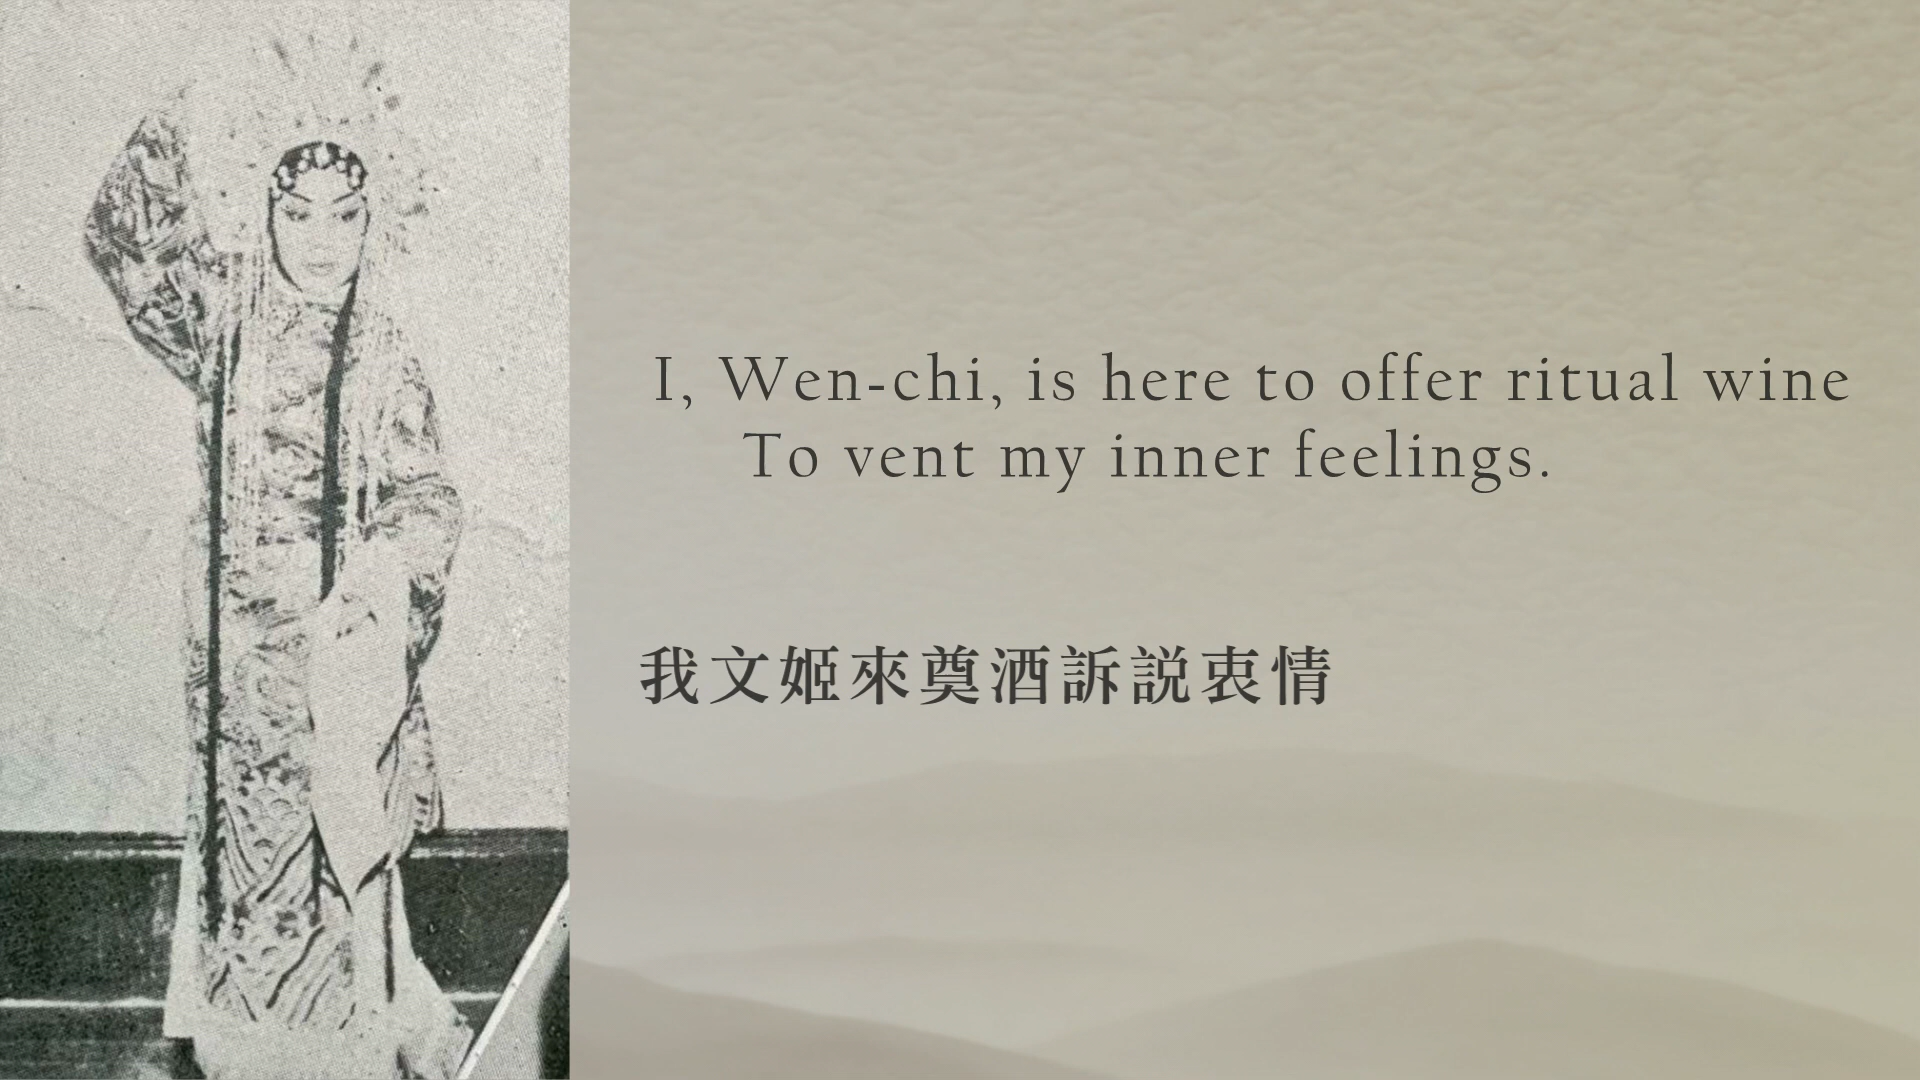 I, Wen-chi, is here to offer ritual wine
To vent my inner feelings.
我文姬來奠酒訴説衷情